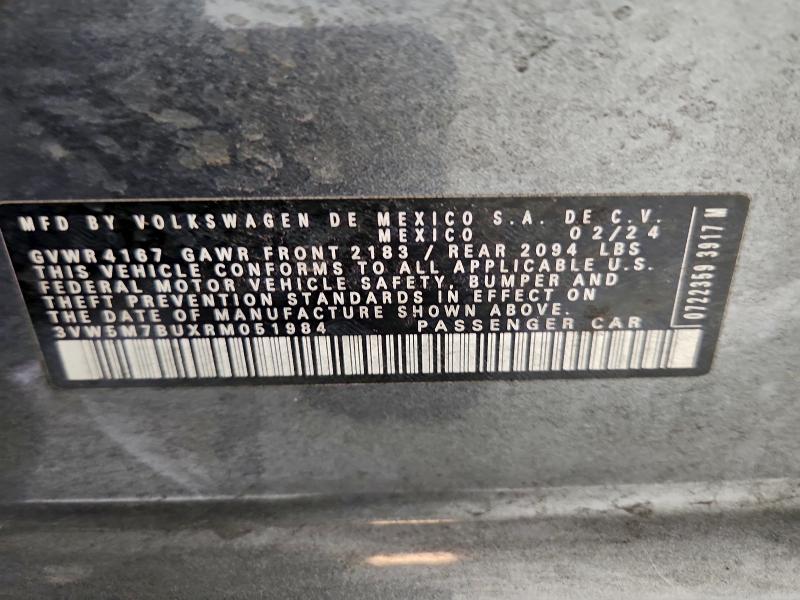 MFD BY VOLKSWAGEN DE MEXICO S.A. DE C.V.
MEXICO 02/24
GVWR 4167 GAWR FRONT 2183 / REAR 2094 LBS
THIS VEHICLE CONFORMS TO ALL APPLICABLE U.S.
FEDERAL MOTOR VEHICLE SAFETY, BUMPER AND
THEFT PREVENTION STANDARDS IN EFFECT ON
THE DATE OF MANUFACTURE SHOWN ABOVE.
3VW5M7BUXRM051984 PASSENGER CAR
0722369 3917 M